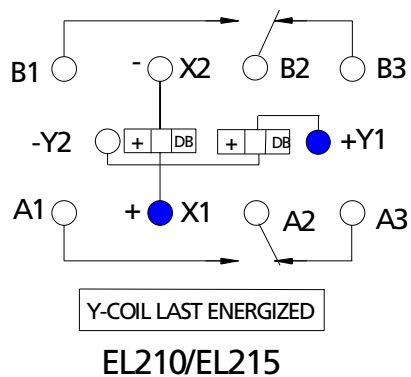 B1 - X2 B2 B3
-Y2 + DB + DB +Y1
A1 + X1 A2 A3
Y-COIL LAST ENERGIZED
EL210/EL215